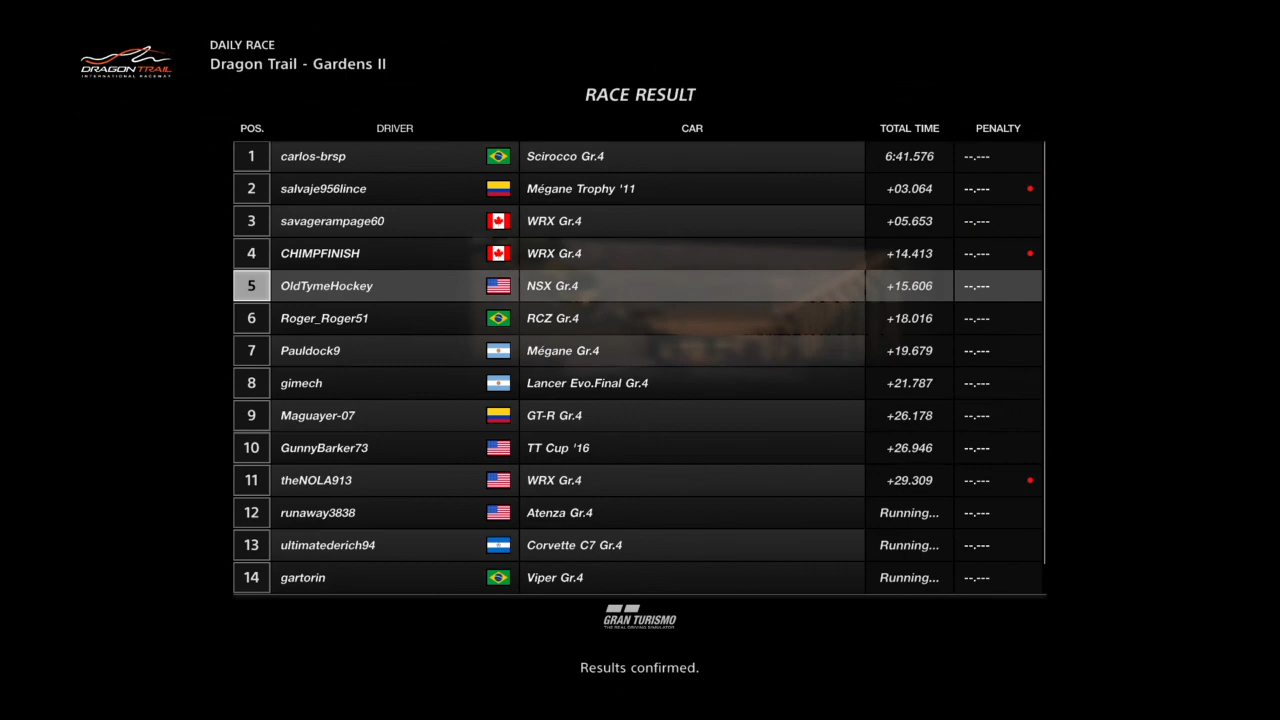 DAILY RACE
DRAGON TRAIL
INTERNATIONAL RACEWAY
Dragon Trail - Gardens II
RACE RESULT
POS. DRIVER CAR TOTAL TIME PENALTY
1 carlos-brsp Scirocco Gr.4 6:41.576 --.---
2 salvaje956lince Mégane Trophy '11 +03.064 --.---
3 savagerampage60 WRX Gr.4 +05.653 --.---
4 CHIMPFINISH WRX Gr.4 +14.413 --.---
5 OldTymeHockey NSX Gr.4 +15.606 --.---
6 Roger_Roger51 RCZ Gr.4 +18.016 --.---
7 Pauldock9 Mégane Gr.4 +19.679 --.---
8 gimech Lancer Evo.Final Gr.4 +21.787 --.---
9 Maguayer-07 GT-R Gr.4 +26.178 --.---
10 GunnyBarker73 TT Cup '16 +26.946 --.---
11 theNOLA913 WRX Gr.4 +29.309 --.---
12 runaway3838 Atenza Gr.4 Running... --.---
13 ultimatederich94 Corvette C7 Gr.4 Running... --.---
14 gartorin Viper Gr.4 Running... --.---
GRAN TURISMO
THE REAL DRIVING SIMULATOR
Results confirmed.